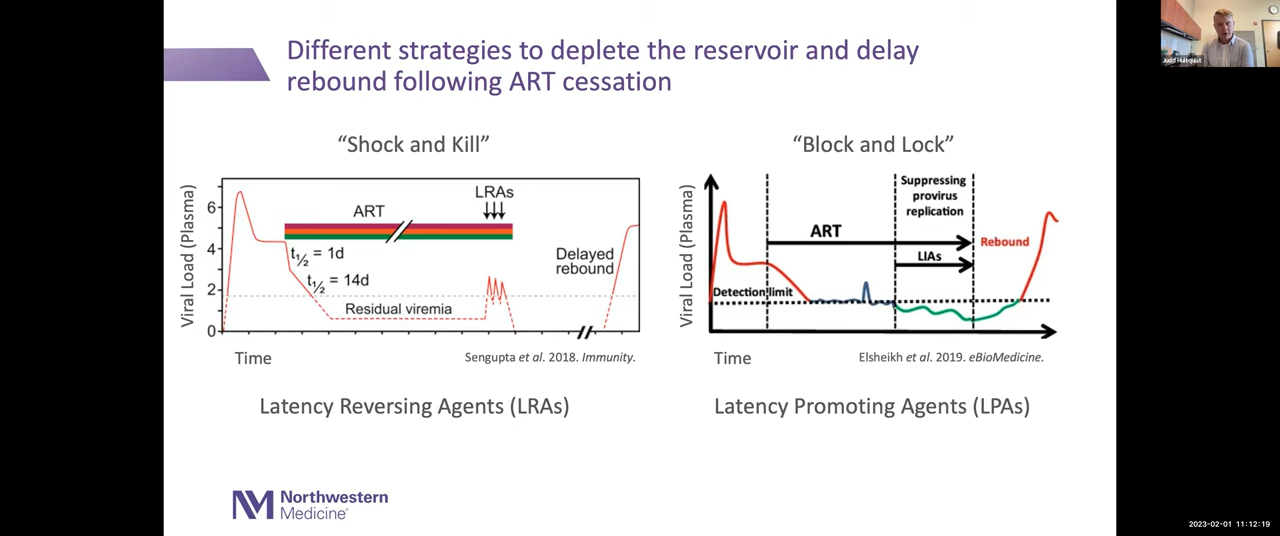 Different strategies to deplete the reservoir and delay
rebound following ART cessation
“Shock and Kill”
Viral Load (Plasma)
6
4
2
0
ART
LRAs
t½ = 1d
t½ = 14d
Residual viremia
Delayed
rebound
Time
Sengupta et al. 2018. Immunity.
Latency Reversing Agents (LRAs)
“Block and Lock”
Viral Load (Plasma)
Suppressing
provirus
replication
ART
LIAs
Rebound
Detection limit
Time
Elsheikh et al. 2019. eBioMedicine.
Latency Promoting Agents (LPAs)
NM Northwestern
Medicine®
Judd Hultquist
2023-02-01 11:12:19